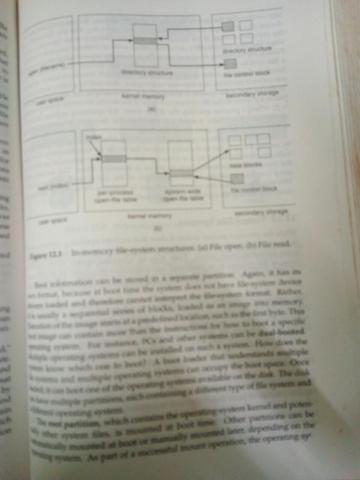 open (filename)
directory structure
directory structure
file-control block
user space
kernel memory
secondary storage
(a)
index
read (index)
per-process
open-file table
system-wide
open-file table
data blocks
file-control block
user space
kernel memory
secondary storage
(b)
Figure 12.3 In-memory file-system structures. (a) File open. (b) File read.
Boot information can be stored in a separate partition. Again, it has its
own format, because at boot time the system does not have file-system device
drivers loaded and therefore cannot interpret the file-system format. Rather,
is usually a sequential series of blocks, loaded as an image into memory.
Execution of the image starts at a predefined location, such as the first byte. This
boot image can contain more than the instructions for how to boot a specific
operating system. For instance, PCs and other systems can be dual-booted.
Multiple operating systems can be installed on such a system. How does the
system know which one to boot? A boot loader that understands multiple
file systems and multiple operating systems can occupy the boot space. Once
loaded, it can boot one of the operating systems available on the disk. The disk
can have multiple partitions, each containing a different type of file system and
different operating system.
The root partition, which contains the operating-system kernel and poten-
tially other system files, is mounted at boot time. Other partitions can be
automatically mounted at boot or manually mounted later, depending on the
operating system. As part of a successful mount operation, the operating sy-